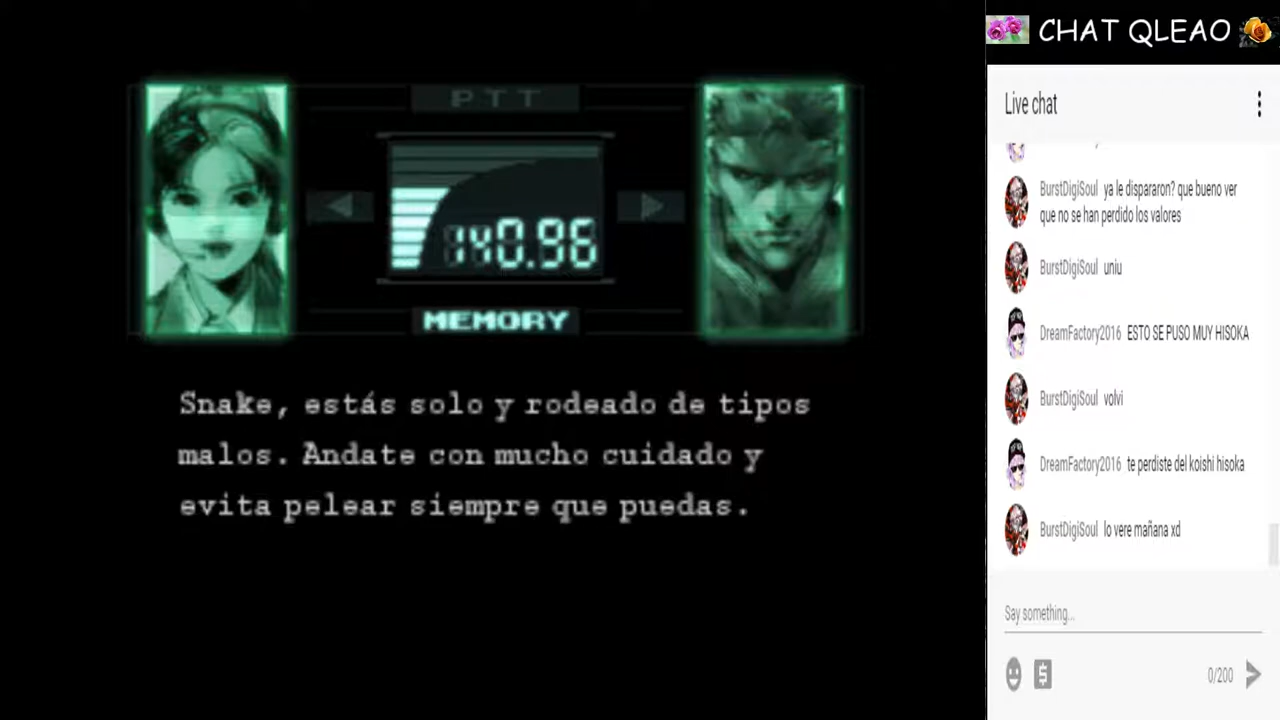 PTT
140.96
MEMORY
Snake, estás solo y rodeado de tipos
malos. Andate con mucho cuidado y
evita pelear siempre que puedas.
CHAT QLEAO
Live chat
BurstDigiSoul ya le dispararon? que bueno ver
que no se han perdido los valores
BurstDigiSoul uniu
DreamFactory2016 ESTO SE PUSO MUY HISOKA
BurstDigiSoul volvi
DreamFactory2016 te perdiste del koishi hisoka
BurstDigiSoul lo vere mañana xd
Say something...
0/200